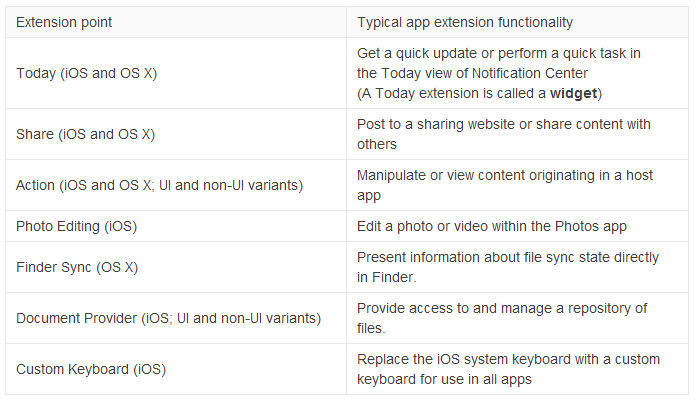 Extension point
Typical app extension functionality
Today (iOS and OS X)
Get a quick update or perform a quick task in
the Today view of Notification Center
(A Today extension is called a widget)
Share (iOS and OS X)
Post to a sharing website or share content with
others
Action (iOS and OS X; UI and non-UI variants)
Manipulate or view content originating in a host
app
Photo Editing (iOS)
Edit a photo or video within the Photos app
Finder Sync (OS X)
Present information about file sync state directly
in Finder.
Document Provider (iOS; UI and non-UI variants)
Provide access to and manage a repository of
files.
Custom Keyboard (iOS)
Replace the iOS system keyboard with a custom
keyboard for use in all apps